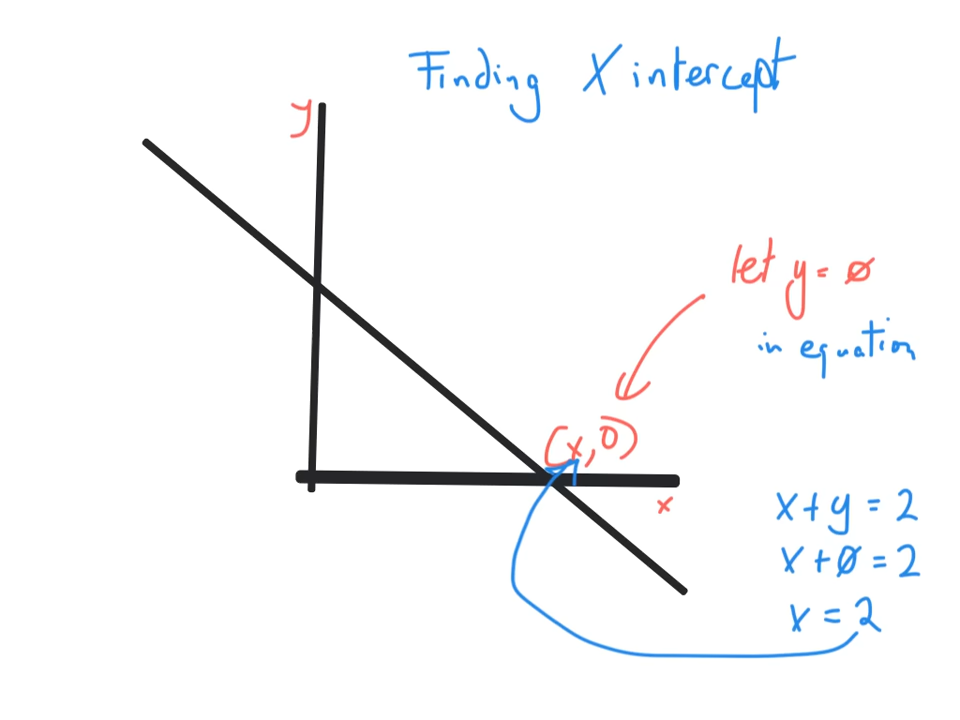 Finding X intercept
y
let y = ø
in equation
(x, 0)
x
x + y = 2
x + ø = 2
x = 2